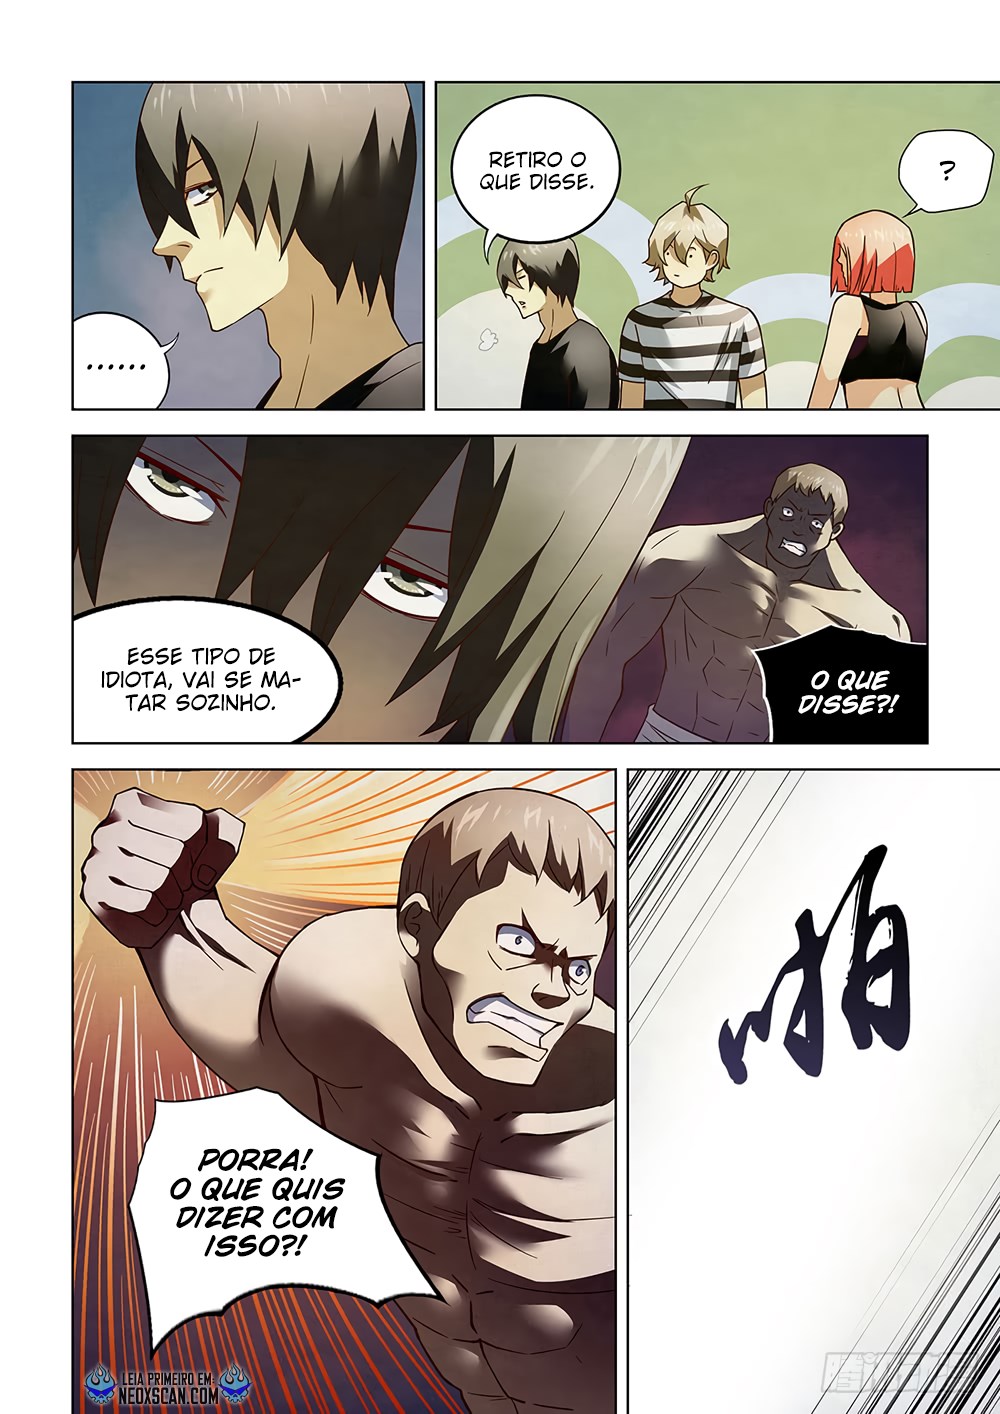 ......
RETIRO O
QUE DISSE.
?
ESSE TIPO DE
IDIOTA, VAI SE MA-
TAR SOZINHO.
O QUE
DISSE?!
PORRA!
O QUE QUIS
DIZER COM
ISSO?!
啪
LEIA PRIMEIRO EM:
NEOXSCAN.COM